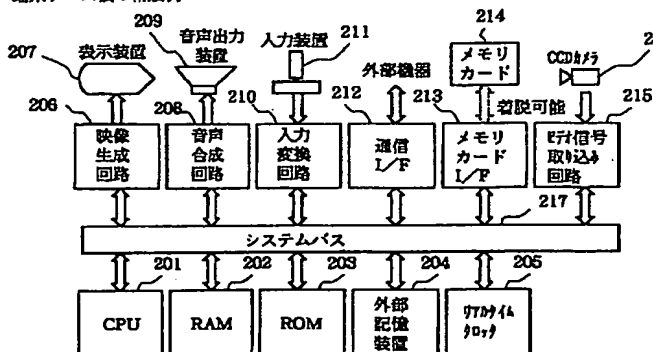 209
207
表示装置
音声出力
装置
入力装置
211
外部機器
214
メモリ
カード
CCDカメラ
2
206
208
210
212
213
着脱可能
215
映像
生成
回路
音声
合成
回路
入力
変換
回路
通信
I/F
メモリ
カード
I/F
ビデオ信号
取り込み
回路
217
システムバス
201
202
203
204
205
CPU
RAM
ROM
外部
記憶
装置
リアルタイム
クロック